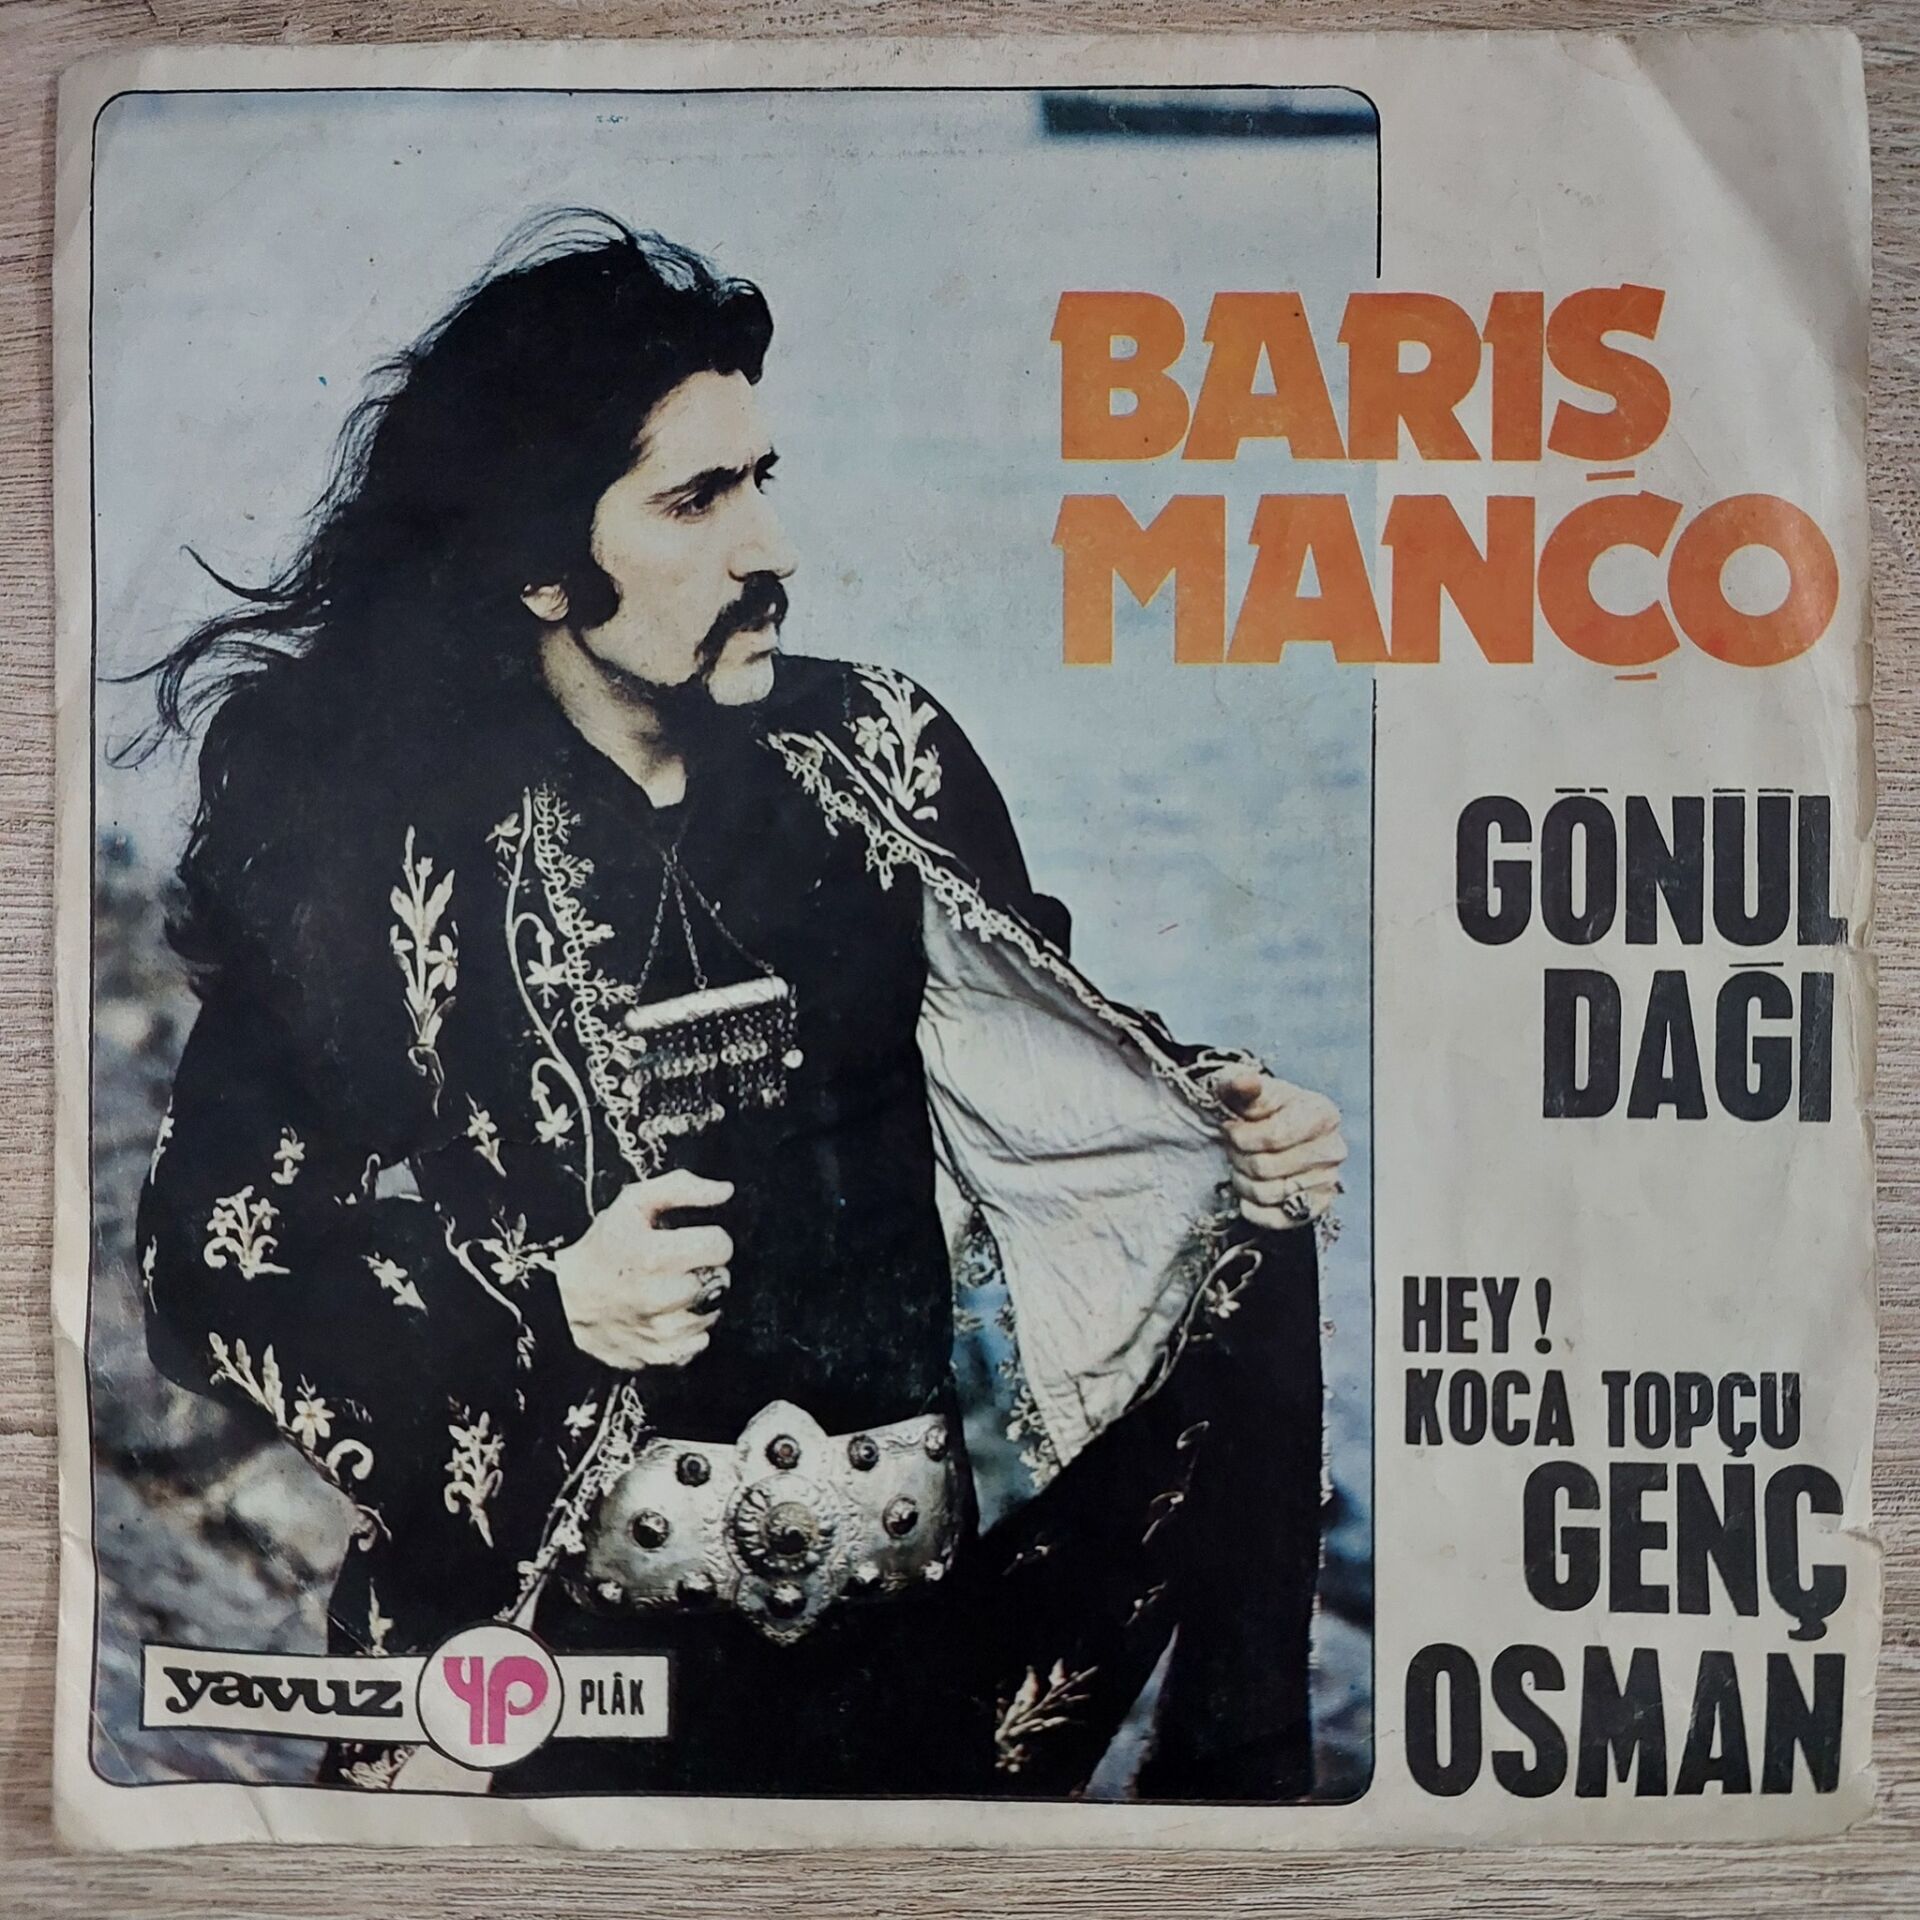 BARIŞ
MANÇO
GÖNÜL
DAĞI
HEY!
KOCA TOPÇU
GENÇ
OSMAN
yavuz YP PLÂK